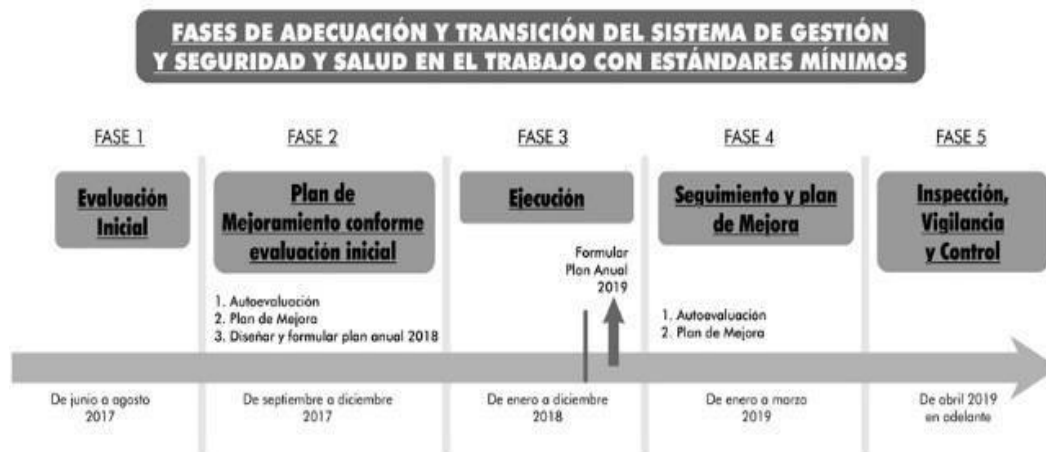 FASES DE ADECUACIÓN Y TRANSICIÓN DEL SISTEMA DE GESTIÓN
Y SEGURIDAD Y SALUD EN EL TRABAJO CON ESTÁNDARES MÍNIMOS
FASE 1
Evaluación
Inicial
De junio a agosto
2017
FASE 2
Plan de
Mejoramiento conforme
evaluación inicial
1. Autoevaluación
2. Plan de Mejora
3. Diseñar y formular plan anual 2018
De septiembre a diciembre
2017
FASE 3
Ejecución
Formular
Plan Anual
2019
De enero a diciembre
2018
FASE 4
Seguimiento y plan
de Mejora
1. Autoevaluación
2. Plan de Mejora
De enero a marzo
2019
FASE 5
Inspección,
Vigilancia
y Control
De abril 2019
en adelante